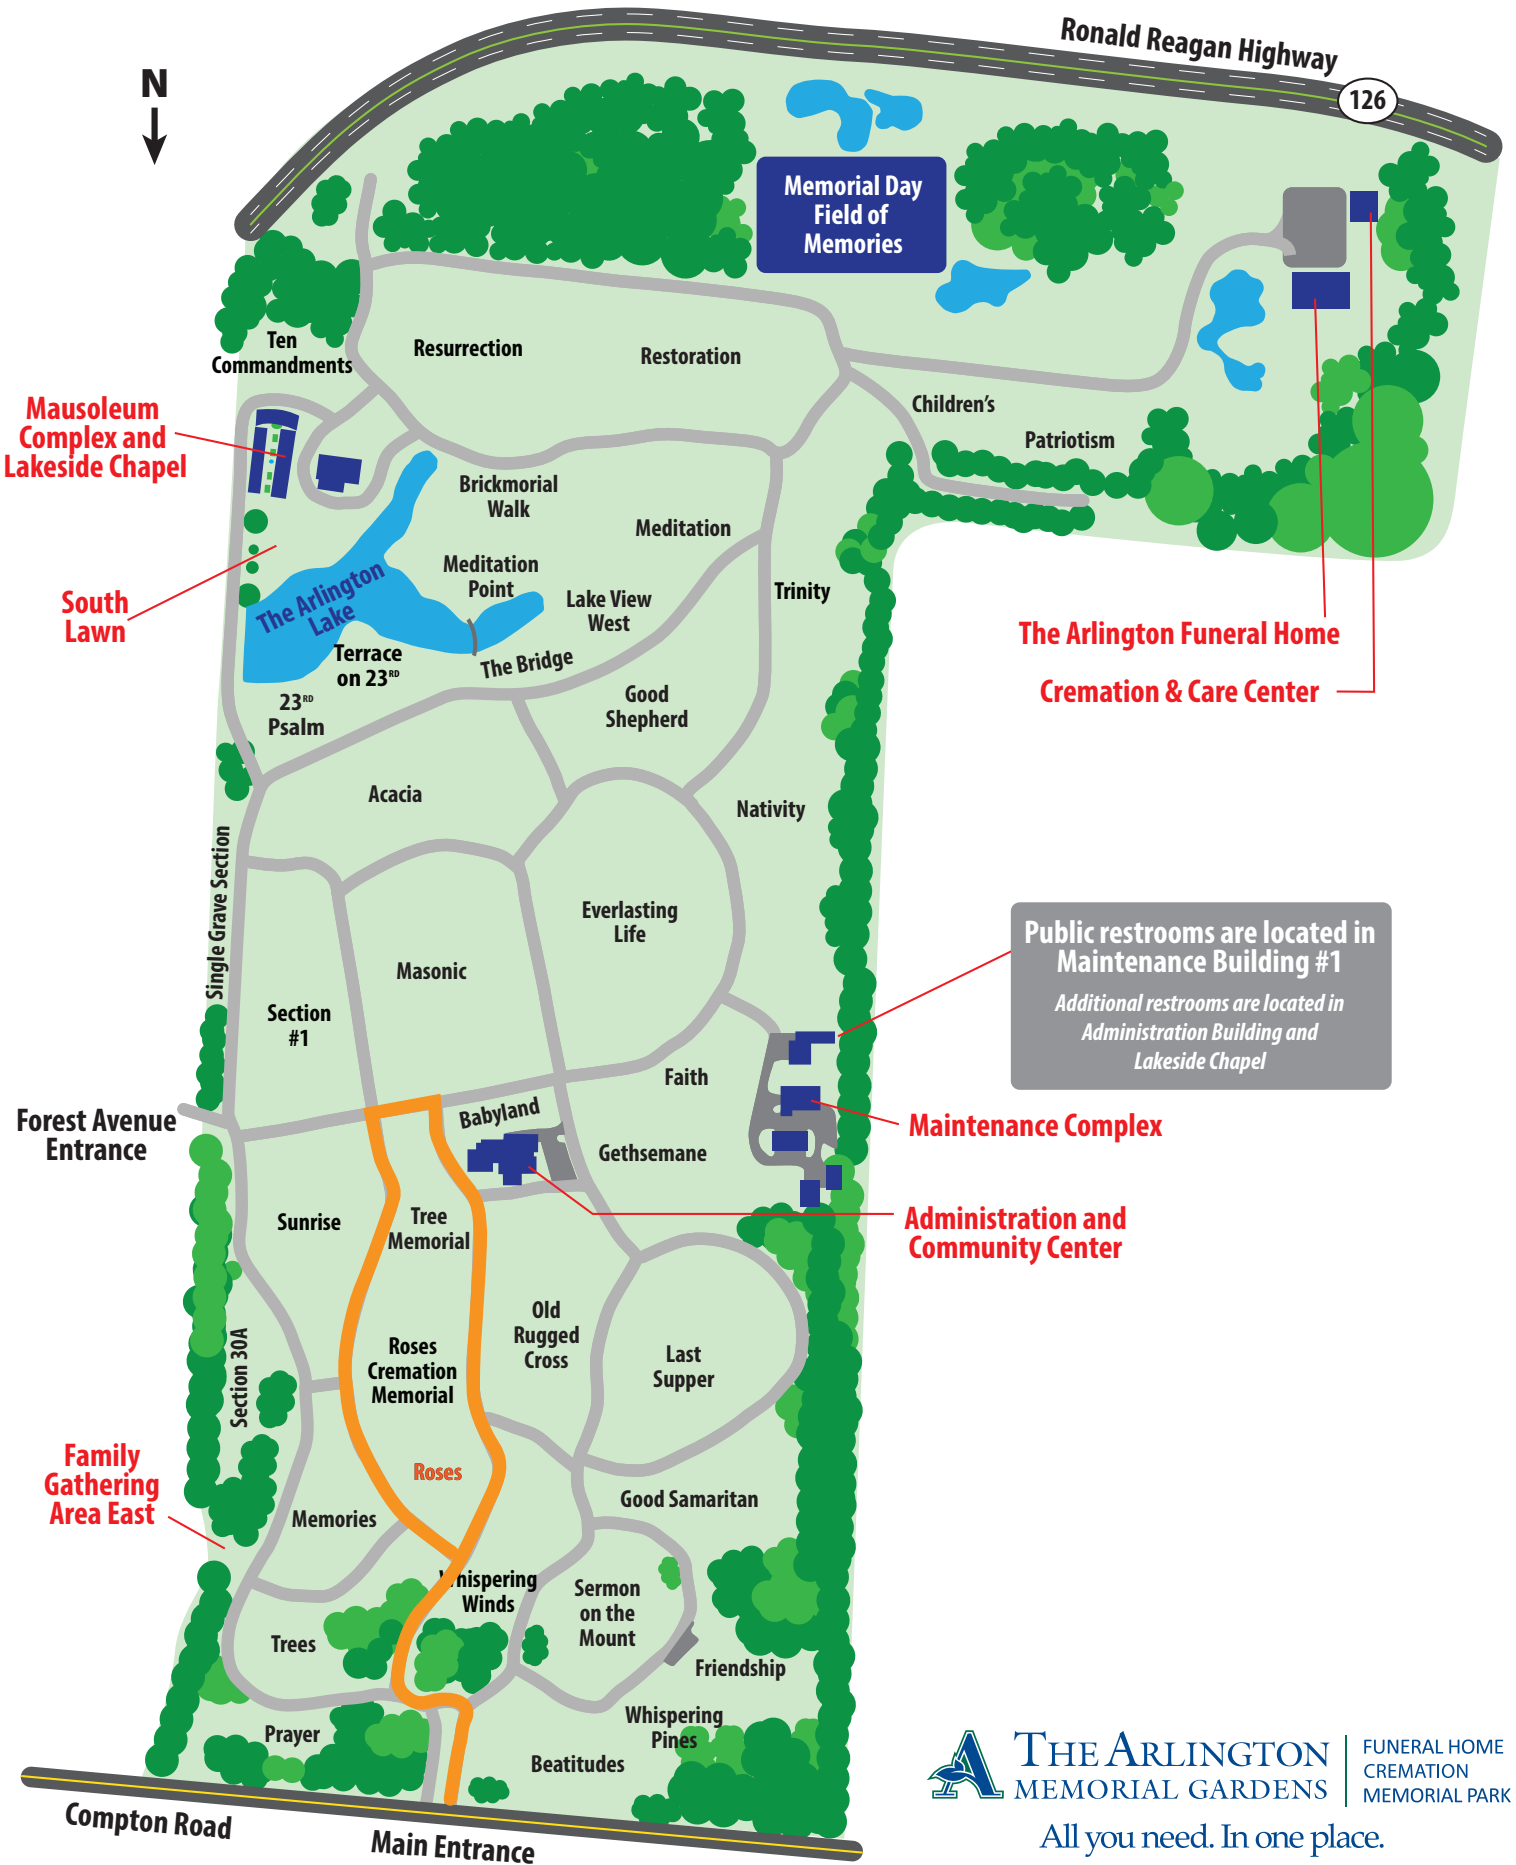 Ronald Reagan Highway
126
N
Memorial Day
Field of
Memories
Ten
Commandments
Resurrection
Restoration
Children's
Patriotism
Mausoleum
Complex and
Lakeside Chapel
Brickmorial
Walk
Meditation
Meditation
Point
Lake View
West
Trinity
South
Lawn
The Arlington
Lake
Terrace
on 23RD
The Bridge
23RD
Psalm
Good
Shepherd
The Arlington Funeral Home
Cremation & Care Center
Acacia
Nativity
Single Grave Section
Everlasting
Life
Masonic
Section
#1
Public restrooms are located in
Maintenance Building #1
Additional restrooms are located in
Administration Building and
Lakeside Chapel
Faith
Babyland
Forest Avenue
Entrance
Gethsemane
Maintenance Complex
Sunrise
Tree
Memorial
Administration and
Community Center
Old
Rugged
Cross
Roses
Cremation
Memorial
Last
Supper
Section 30A
Roses
Family
Gathering
Area East
Memories
Good Samaritan
Whispering
Winds
Sermon
on the
Mount
Trees
Friendship
Prayer
Whispering
Pines
Beatitudes
Compton Road
Main Entrance
THE ARLINGTON
MEMORIAL GARDENS
FUNERAL HOME
CREMATION
MEMORIAL PARK
All you need. In one place.